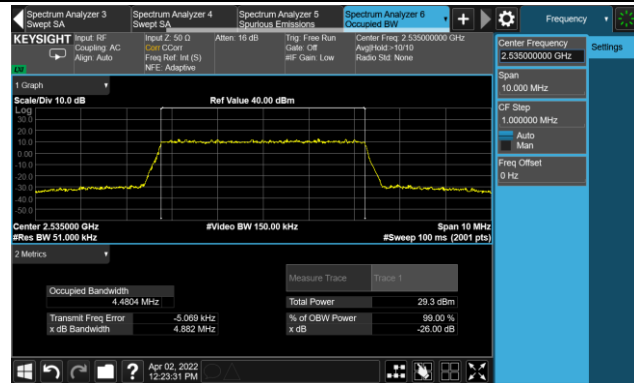 Spectrum Analyzer 3
Swept SA
Spectrum Analyzer 4
Swept SA
Spectrum Analyzer 5
Spurious Emissions
Spectrum Analyzer 6
Occupied BW
Frequency
KEYSIGHT
Input: RF
Coupling: AC
Align: Auto
Input Z: 50 Ω
Corr CCorr
Freq Ref: Int (S)
NFE: Adaptive
Atten: 16 dB
Trig: Free Run
Gate: Off
#IF Gain: Low
Center Freq: 2.535000000 GHz
Avg|Hold:>10/10
Radio Std: None
1 Graph
Scale/Div 10.0 dB
Ref Value 40.00 dBm
Log
30.0
20.0
10.0
0.00
-10.0
-20.0
-30.0
-40.0
-50.0
Center 2.535000 GHz
#Res BW 51.000 kHz
#Video BW 150.00 kHz
Span 10 MHz
#Sweep 100 ms (2001 pts)
2 Metrics
Measure Trace
Trace 1
Occupied Bandwidth
4.4804 MHz
Total Power
29.3 dBm
Transmit Freq Error
-5.069 kHz
% of OBW Power
99.00 %
x dB Bandwidth
4.882 MHz
x dB
-26.00 dB
Apr 02, 2022
12:23:31 PM
Center Frequency
2.535000000 GHz
Settings
Span
10.000 MHz
CF Step
1.000000 MHz
Auto
Man
Freq Offset
0 Hz